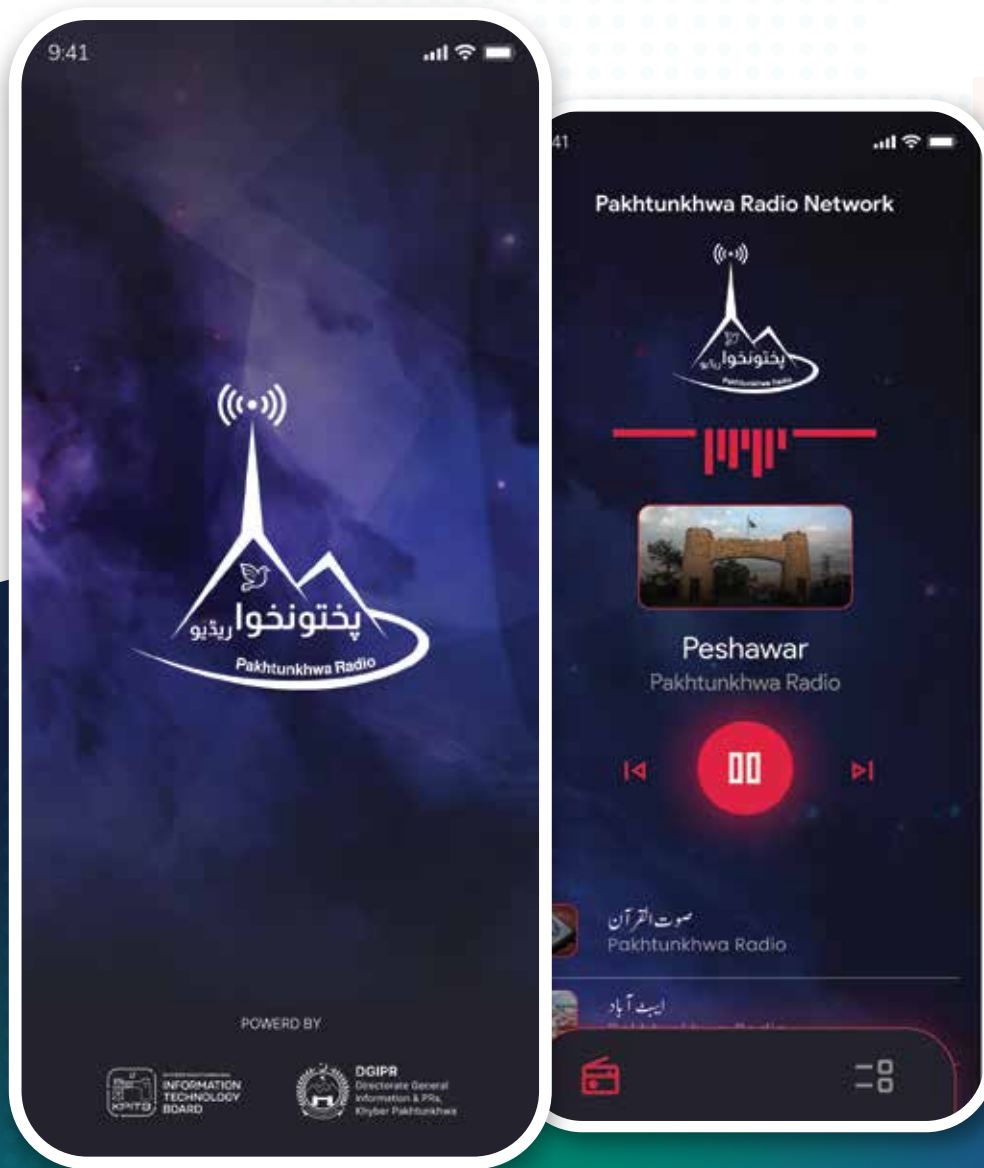 9:41
پختونخوا ریڈیو
Pakhtunkhwa Radio
POWERD BY
KPITB
INFORMATION
TECHNOLOGY
BOARD
DGIPR
Directorate General
Information & PRs,
Khyber Pakhtunkhwa
41
Pakhtunkhwa Radio Network
پختونخوا ریڈیو
Pakhtunkhwa Radio
Peshawar
Pakhtunkhwa Radio
صوت القرآن
Pakhtunkhwa Radio
ایبٹ آباد